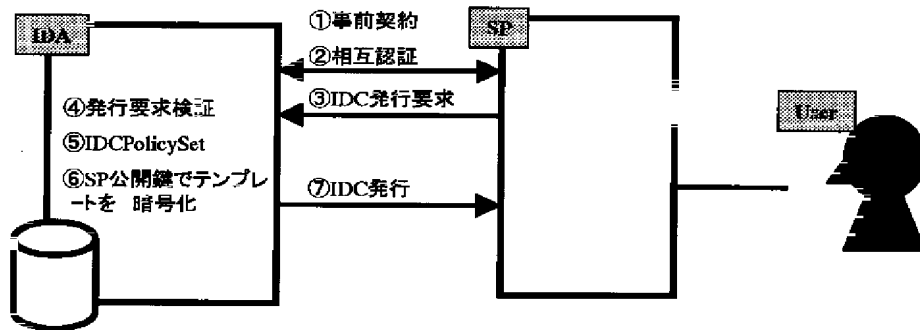 IDA
SP
User
①事前契約
②相互認証
③IDC発行要求
④発行要求検証
⑤IDCPolicySet
⑥SP公開鍵でテンプレ
ートを 暗号化
⑦IDC発行